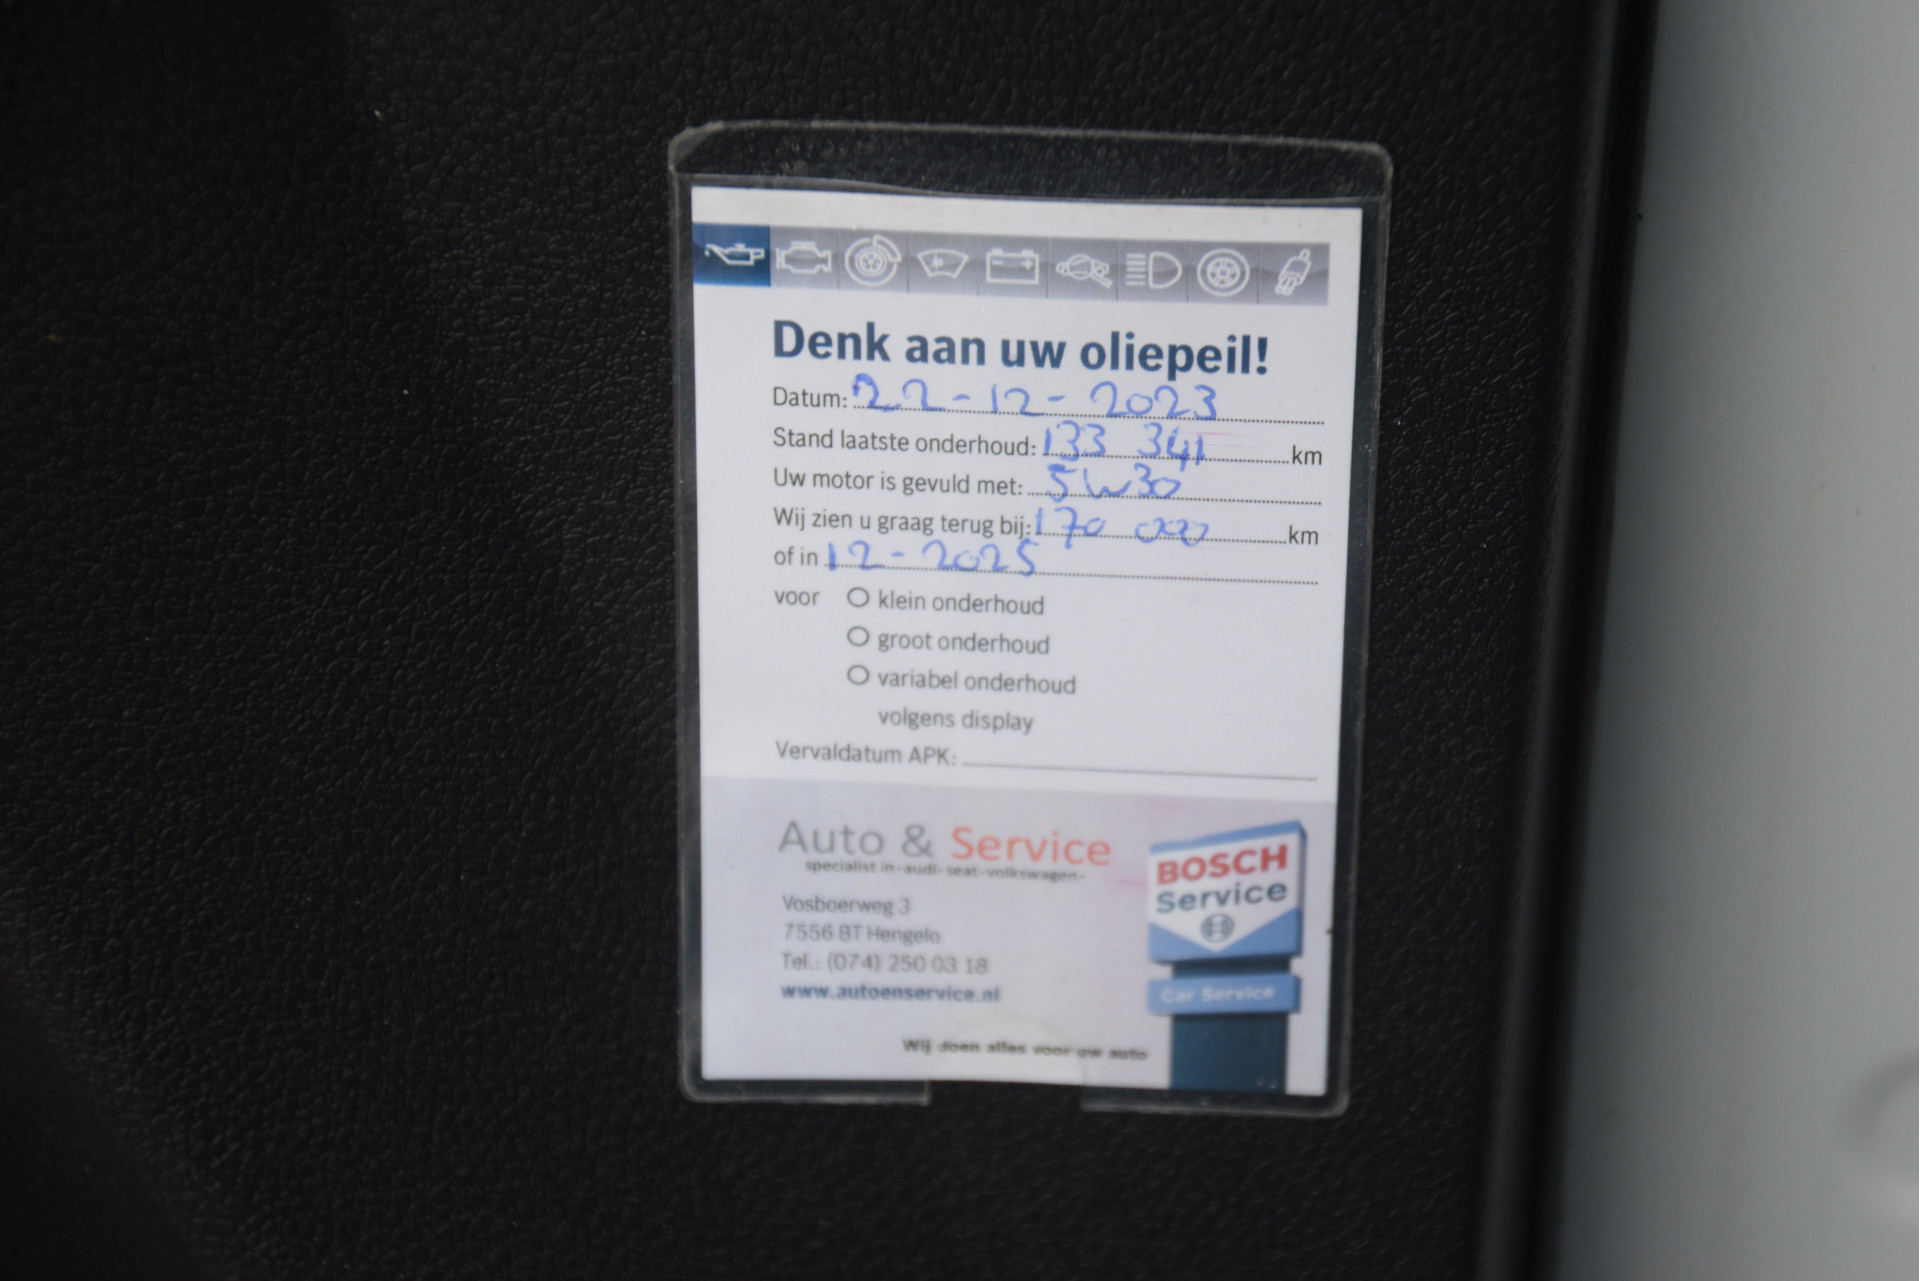 Denk aan uw oliepeil!
Datum: 22-12-2023
Stand laatste onderhoud: 133 341 km
Uw motor is gevuld met: 5W30
Wij zien u graag terug bij: 170 000 km
of in 12-2025
voor klein onderhoud
groot onderhoud
variabel onderhoud
volgens display
Vervaldatum APK:
Auto & Service
specialist in-audi-seat-volkswagen-
Vosboerweg 3
7556 BT Hengelo
Tel.: (074) 250 03 18
www.autoenservice.nl
Wij doen alles voor uw auto
BOSCH
Service
Car Service